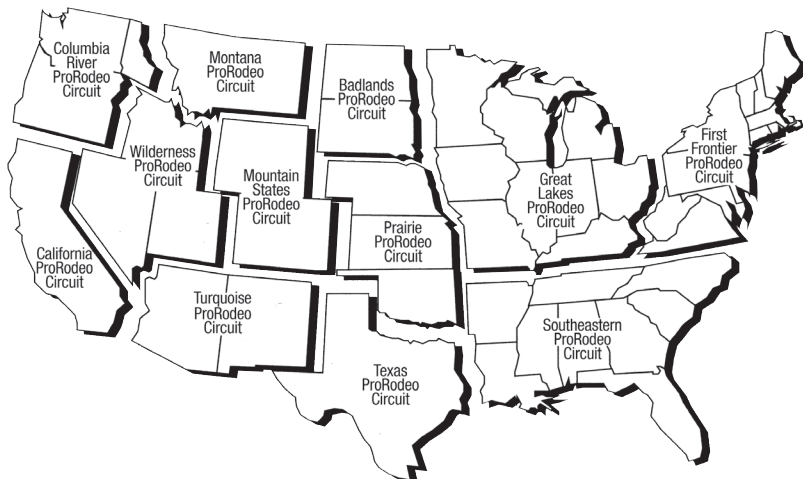 Columbia
River
ProRodeo
Circuit
Montana
ProRodeo
Circuit
Badlands
ProRodeo
Circuit
First
Frontier
ProRodeo
Circuit
Wilderness
ProRodeo
Circuit
Mountain
States
ProRodeo
Circuit
Great
Lakes
ProRodeo
Circuit
Prairie
ProRodeo
Circuit
California
ProRodeo
Circuit
Turquoise
ProRodeo
Circuit
Southeastern
ProRodeo
Circuit
Texas
ProRodeo
Circuit